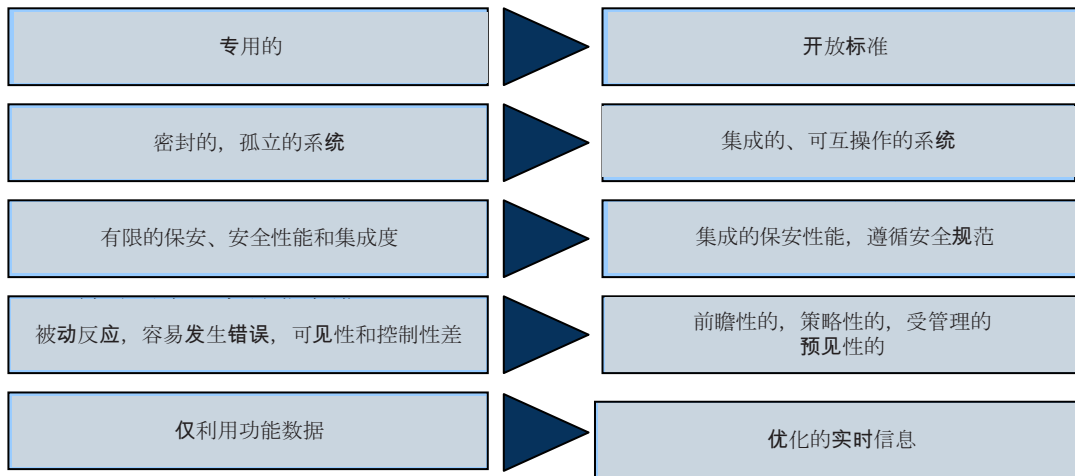 专用的
开放标准
密封的，孤立的系统
集成的、可互操作的系统
有限的保安、安全性能和集成度
集成的保安性能，遵循安全规范
被动反应，容易发生错误，可见性和控制性差
前瞻性的，策略性的，受管理的
预见性的
仅利用功能数据
优化的实时信息